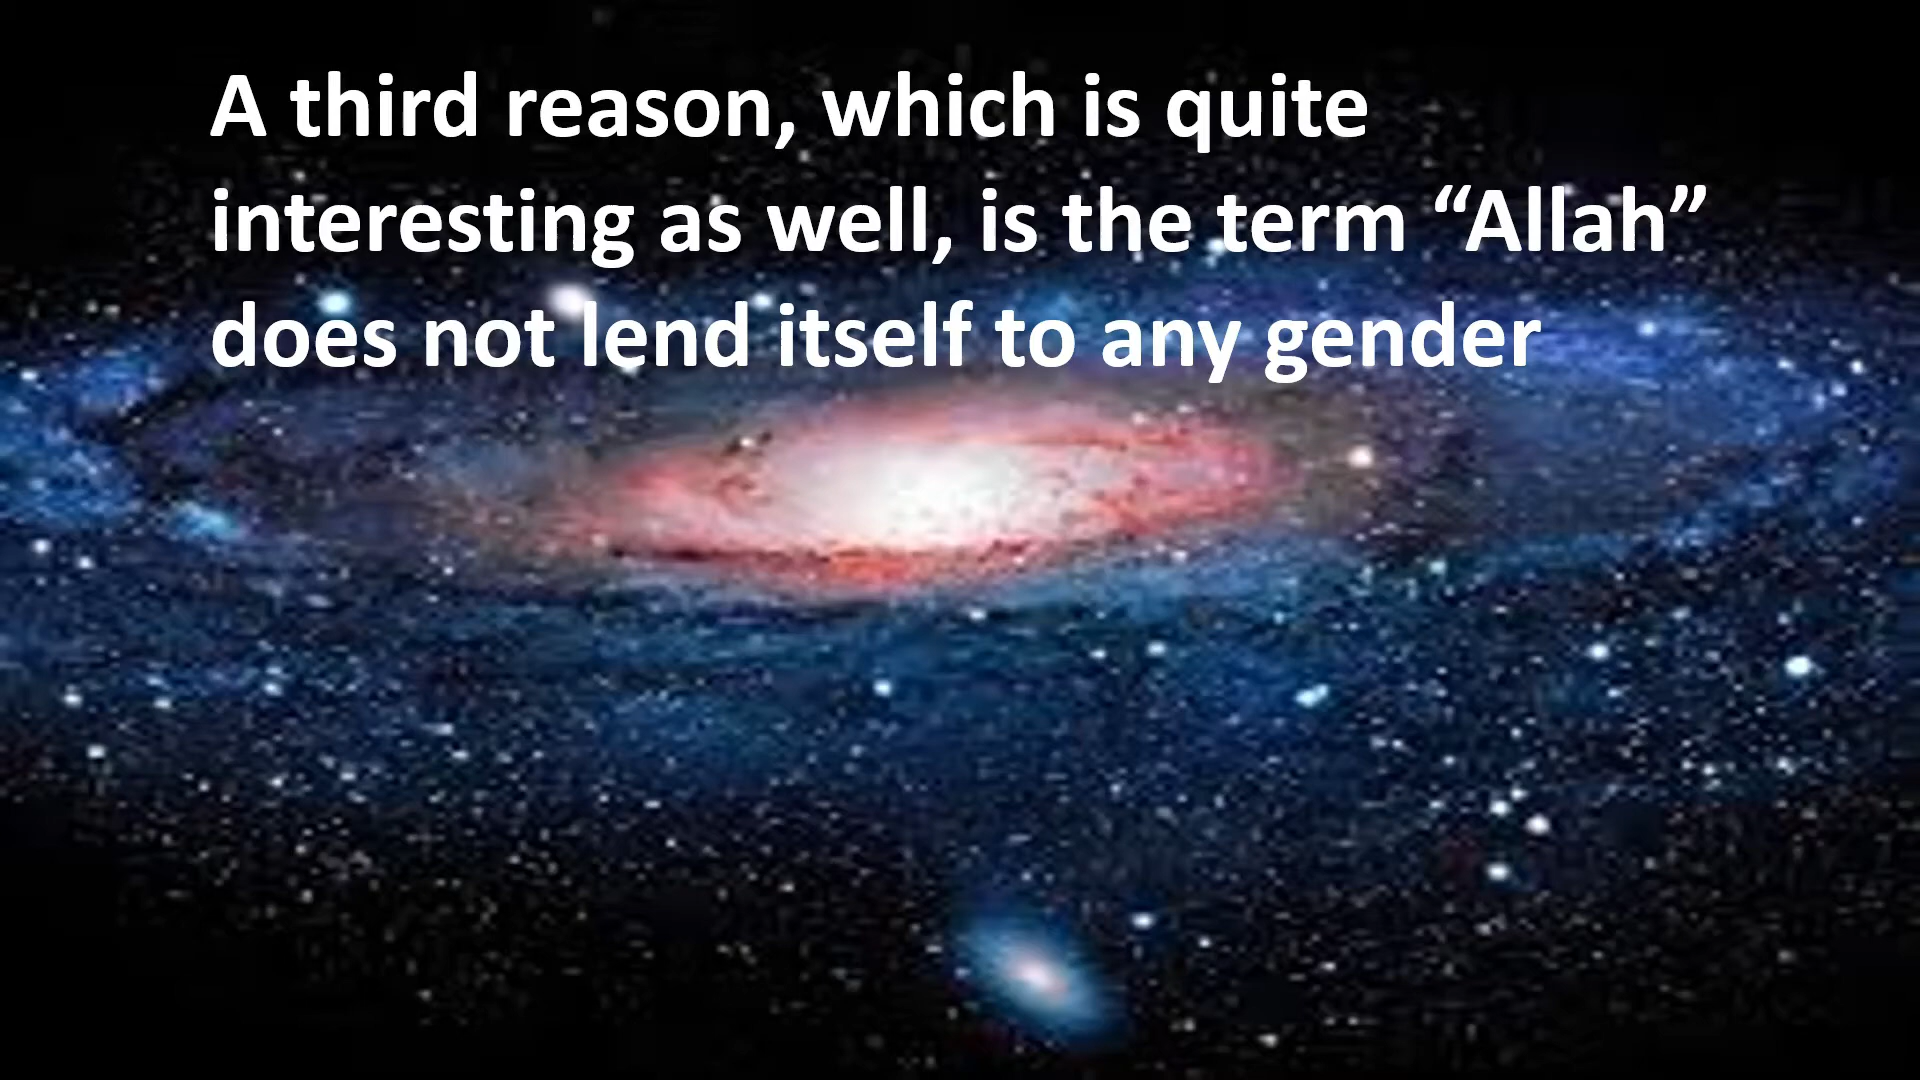 A third reason, which is quite
interesting as well, is the term “Allah”
does not lend itself to any gender